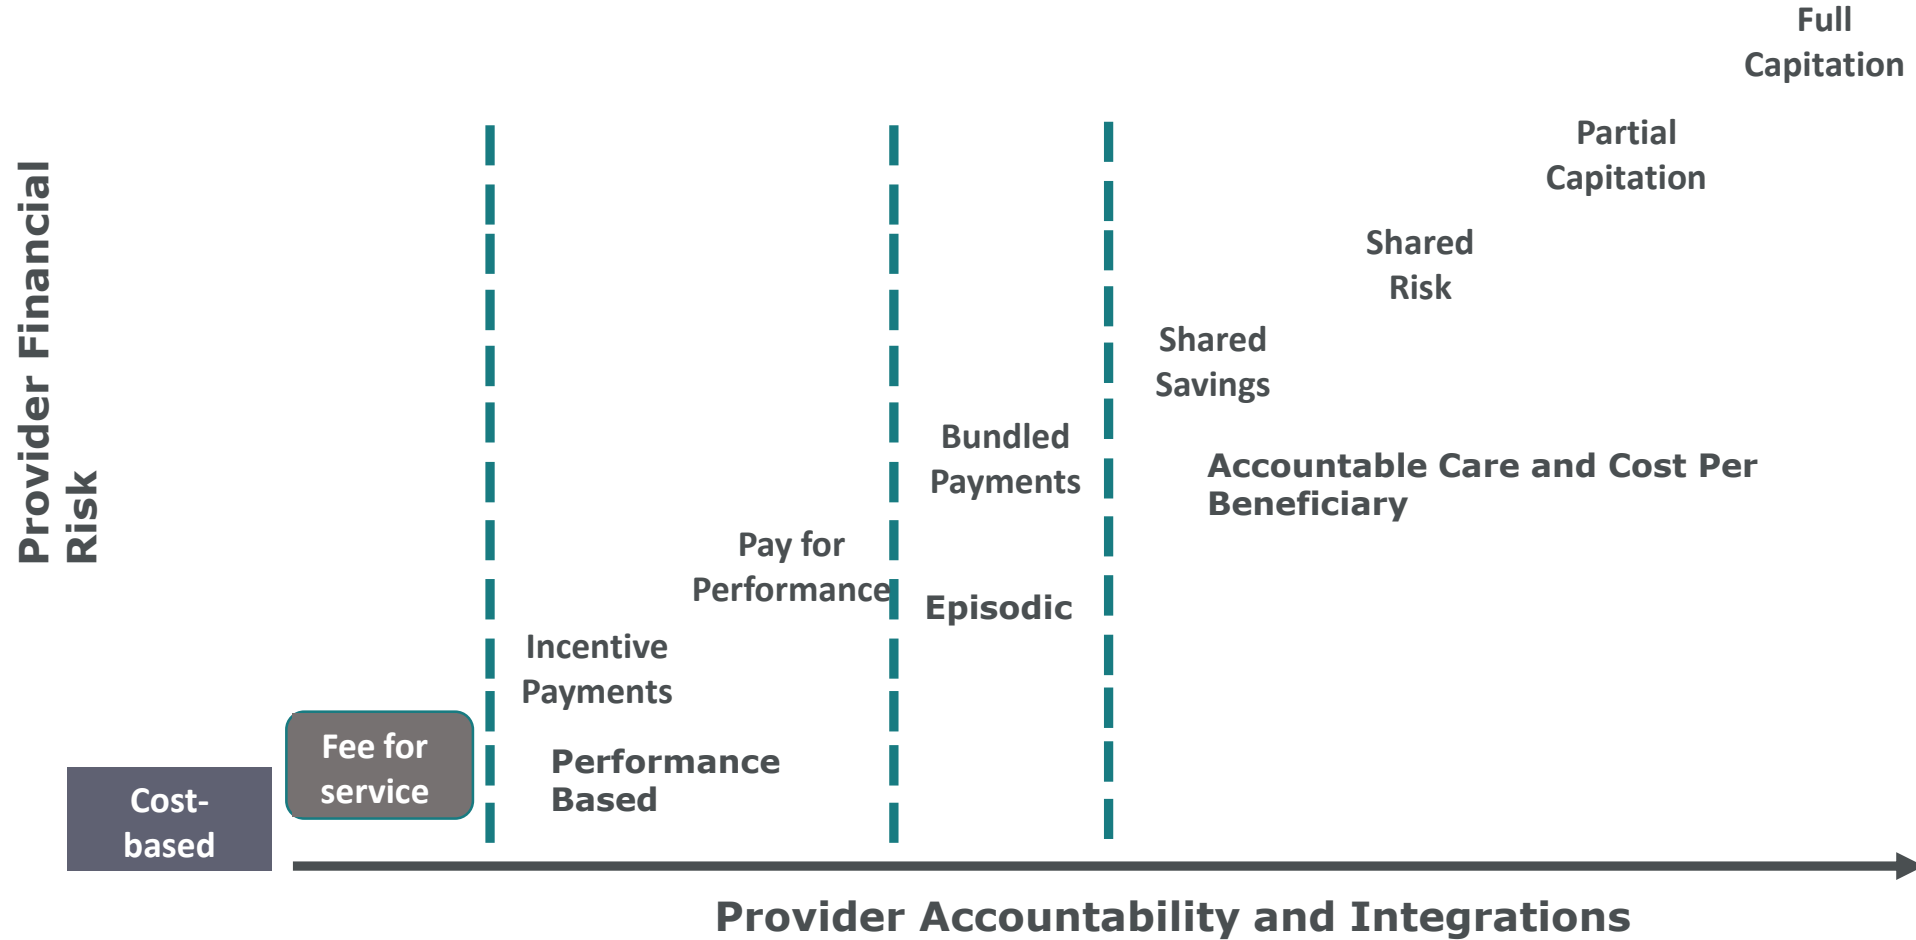 Full
Capitation
Partial
Capitation
Shared
Risk
Shared
Savings
Bundled
Payments
Accountable Care and Cost Per
Beneficiary
Pay for
Performance
Episodic
Incentive
Payments
Performance
Based
Fee for
service
Cost-
based
Provider Financial
Risk
Provider Accountability and Integrations